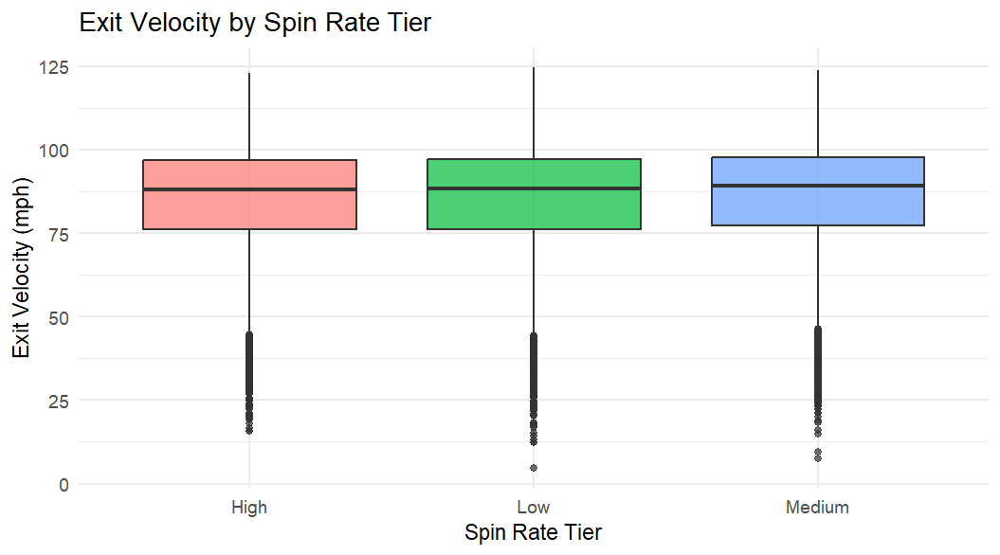 Exit Velocity by Spin Rate Tier
Exit Velocity (mph)
125
100
75
50
25
0
High Low Medium
Spin Rate Tier